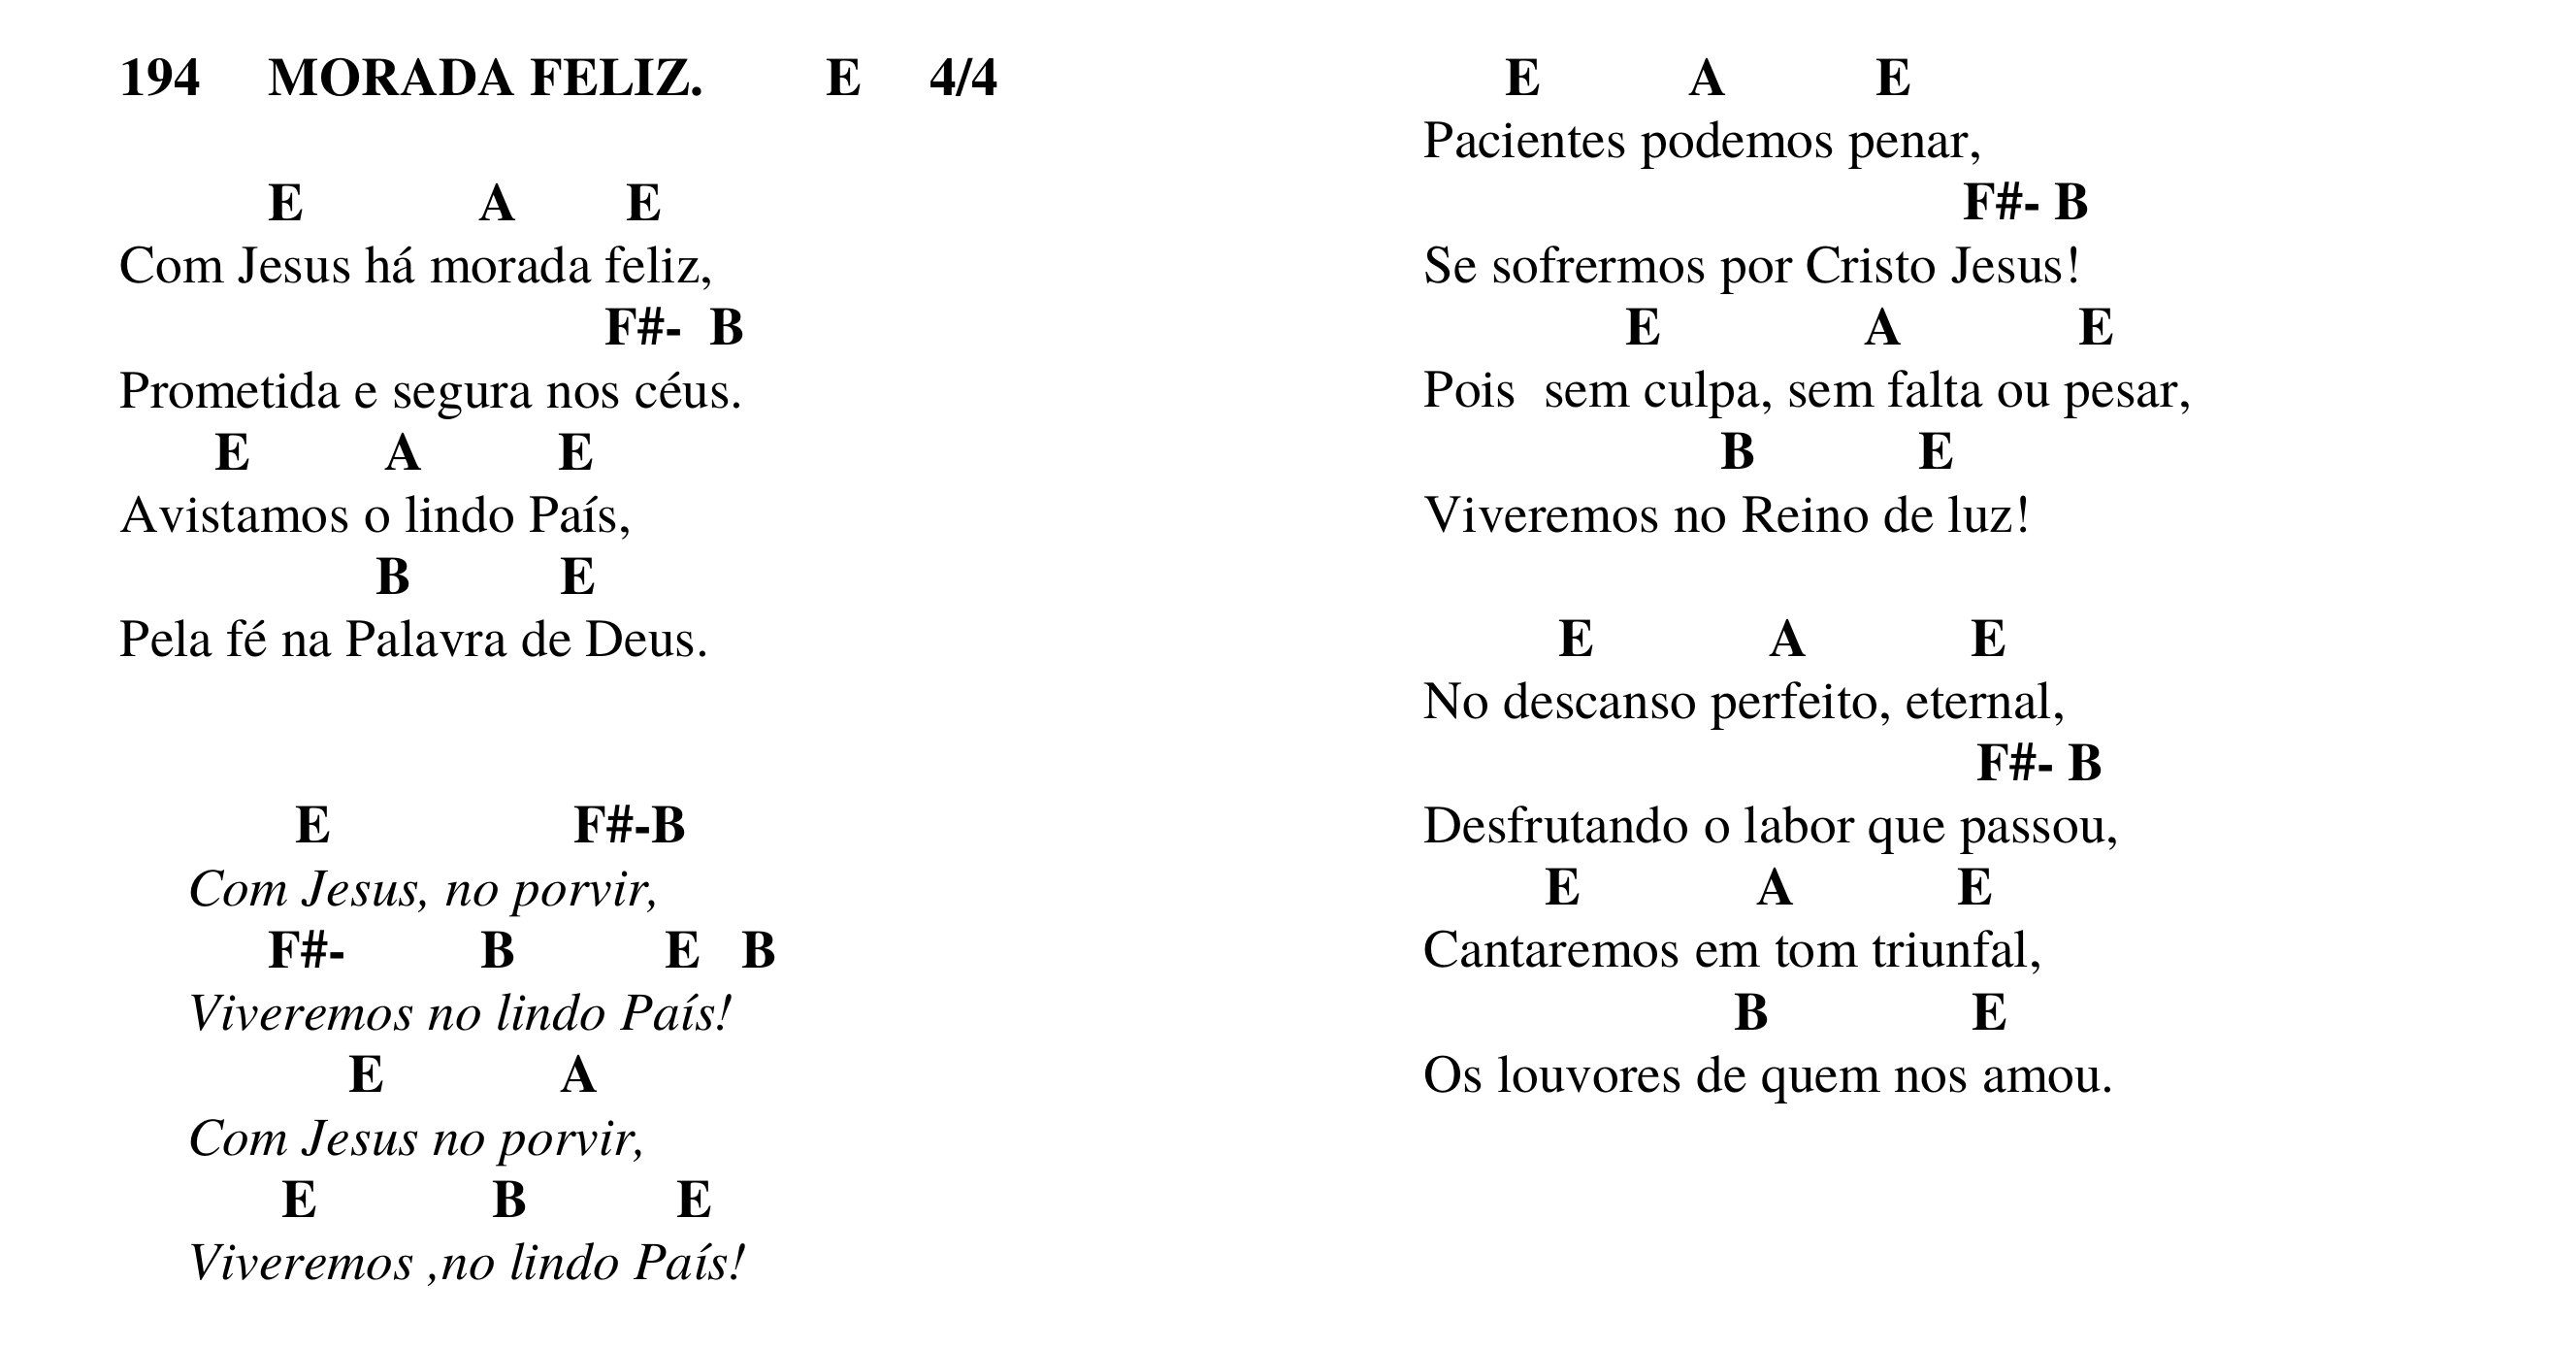 194 MORADA FELIZ. E 4/4
E A E
Com Jesus há morada feliz,
F#- B
Prometida e segura nos céus.
E A E
Avistamos o lindo País,
B E
Pela fé na Palavra de Deus.
E F#-B
Com Jesus, no porvir,
F#- B E B
Viveremos no lindo País!
E A
Com Jesus no porvir,
E B E
Viveremos ,no lindo País!
E A E
Pacientes podemos penar,
F#- B
Se sofrermos por Cristo Jesus!
E A E
Pois  sem culpa, sem falta ou pesar,
B E
Viveremos no Reino de luz!
E A E
No descanso perfeito, eternal,
F#- B
Desfrutando o labor que passou,
E A E
Cantaremos em tom triunfal,
B E
Os louvores de quem nos amou.